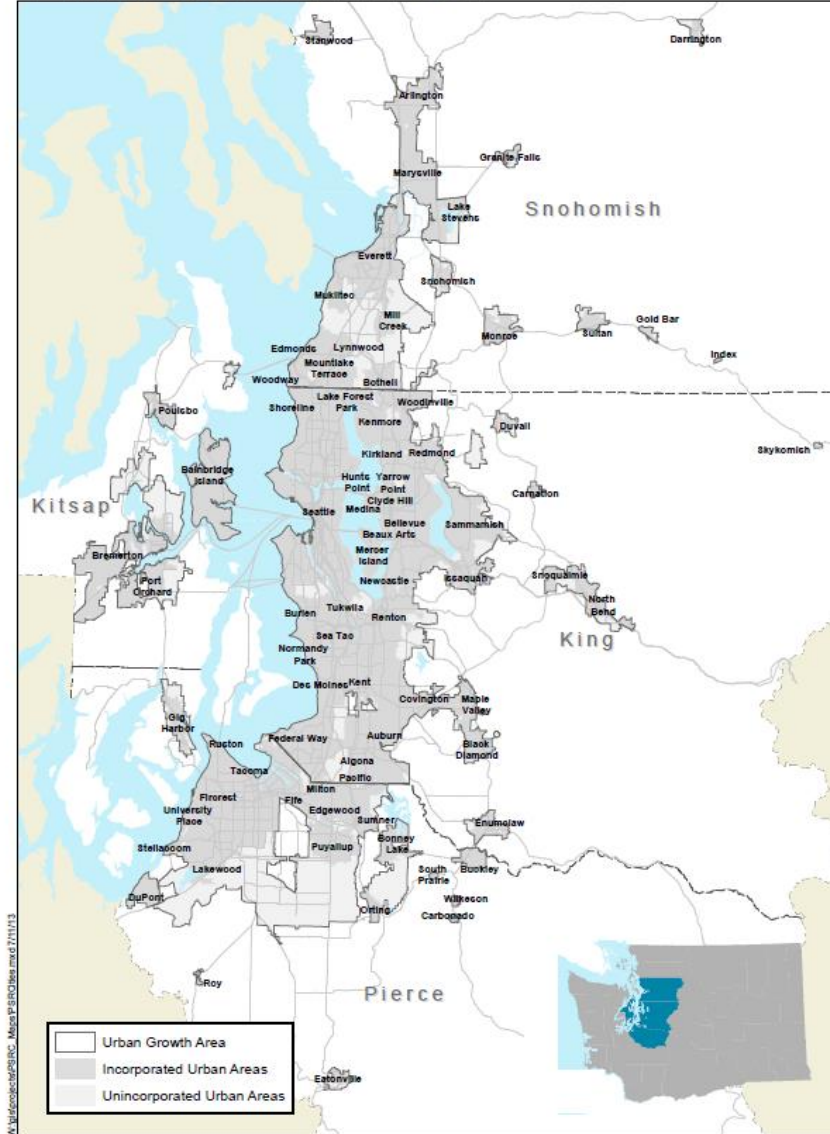 Stanwood
Darrington
Arlington
Granite Falls
Marysville
Lake
Stevens
Snohomish
Everett
Snohomish
Mukilteo
Mill
Creek
Gold Bar
Monroe
Sultan
Index
Edmonds
Lynnwood
Mountlake
Terrace
Woodway
Bothell
Lake Forest
Park
Woodinville
Shoreline
Poulsbo
Kenmore
Duvall
Skykomish
Kirkland
Redmond
Bainbridge
Island
Hunts
Point
Yarrow
Point
Carnation
Kitsap
Clyde Hill
Medina
Seattle
Bellevue
Sammamish
Beaux Arts
Bremerton
Mercer
Island
Port
Orchard
Newcastle
Issaquah
Snoqualmie
North
Bend
Tukwila
Burien
Renton
King
Sea Tac
Normandy
Park
Des Moines
Kent
Covington
Maple
Valley
Gig
Harbor
Ruston
Federal Way
Auburn
Black
Diamond
Algona
Tacoma
Pacific
Milton
Fircrest
Fife
University
Place
Edgewood
Sumner
Enumclaw
Steilacoom
Puyallup
Bonney
Lake
Lakewood
South
Prairie
Buckley
DuPont
Orting
Wilkeson
Carbonado
Roy
Pierce
Eatonville
Urban Growth Area
Incorporated Urban Areas
Unincorporated Urban Areas